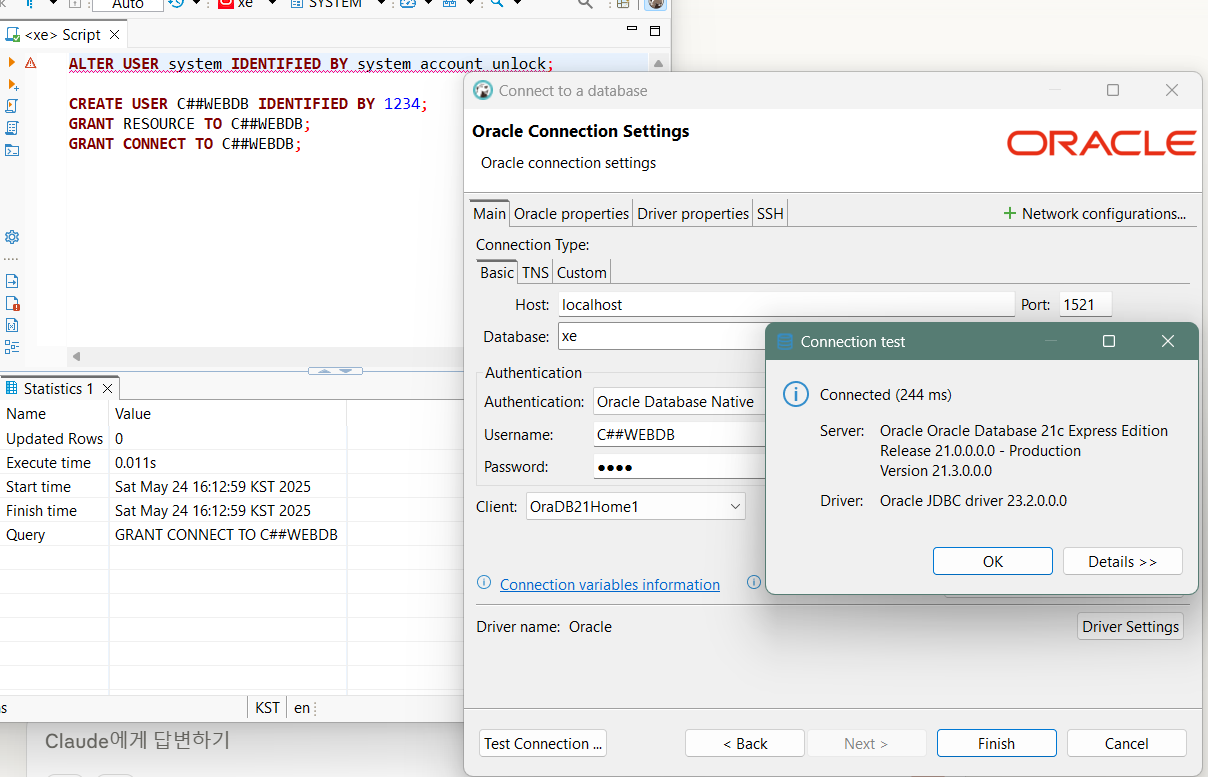 Auto
xe
SYSTEM
<xe> Script
ALTER USER system IDENTIFIED BY system account unlock;
CREATE USER C##WEBDB IDENTIFIED BY 1234;
GRANT RESOURCE TO C##WEBDB;
GRANT CONNECT TO C##WEBDB;
Statistics 1
Name Value
Updated Rows 0
Execute time 0.011s
Start time Sat May 24 16:12:59 KST 2025
Finish time Sat May 24 16:12:59 KST 2025
Query GRANT CONNECT TO C##WEBDB
KST en
Claude에게 답변하기
Connect to a database
Oracle Connection Settings
Oracle connection settings
ORACLE
Main Oracle properties Driver properties SSH
Network configurations...
Connection Type:
Basic TNS Custom
Host: localhost Port: 1521
Database: xe
Authentication
Authentication: Oracle Database Native
Username: C##WEBDB
Password: ●●●●
Client: OraDB21Home1
Connection variables information
Driver name: Oracle
Driver Settings
Test Connection ...
< Back
Next >
Finish
Cancel
Connection test
Connected (244 ms)
Server: Oracle Oracle Database 21c Express Edition
Release 21.0.0.0.0 - Production
Version 21.3.0.0.0
Driver: Oracle JDBC driver 23.2.0.0.0
OK
Details >>